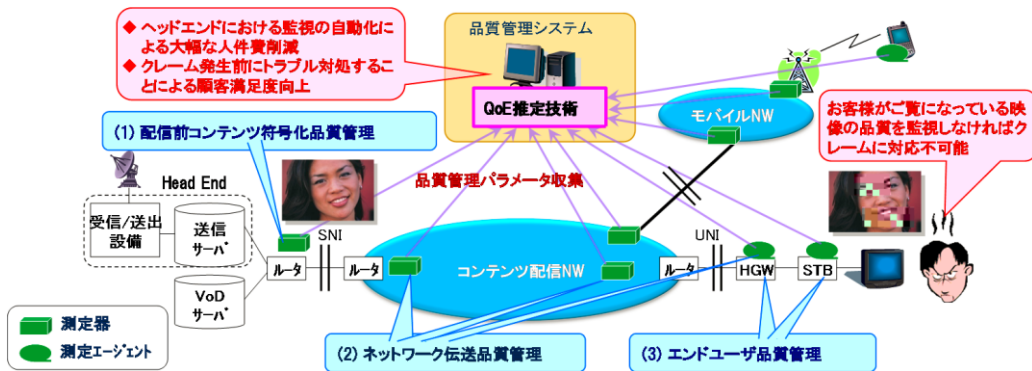 ◆ ヘッドエンドにおける監視の自動化に
よる大幅な人件費削減
◆ クレーム発生前にトラブル対処するこ
とによる顧客満足度向上
品質管理システム
QoE推定技術
モバイルNW
お客様がご覧になっている映
像の品質を監視しなければク
レームに対応不可能
(1) 配信前コンテンツ符号化品質管理
品質管理パラメータ収集
Head End
受信/送出
設備
送信
サーバ
VoD
サーバ
ルータ
SNI
ルータ
コンテンツ配信NW
ルータ
UNI
HGW
STB
測定器
測定エージェント
(2) ネットワーク伝送品質管理
(3) エンドユーザ品質管理